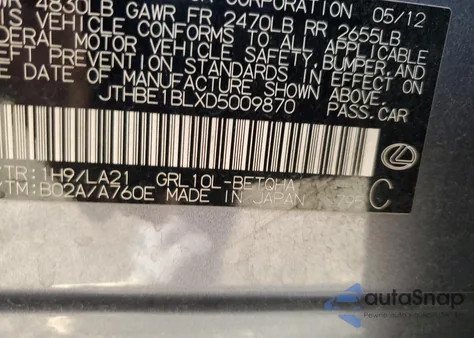 CORPORATION 05/12
4830LB GAWR FR 2470LB RR 2655LB
IS VEHICLE CONFORMS TO ALL APPLICABLE
FEDERAL MOTOR VEHICLE SAFETY, BUMPER, AND
EFT PREVENTION STANDARDS IN EFFECT ON
E DATE OF MANUFACTURE SHOWN ABOVE.
JTHBE1BLXD5009870 PASS.CAR
/TR:1H9/LA21 GRL10L-BETQHA
/TM:B02A/A760E MADE IN JAPAN
C
autoSnap